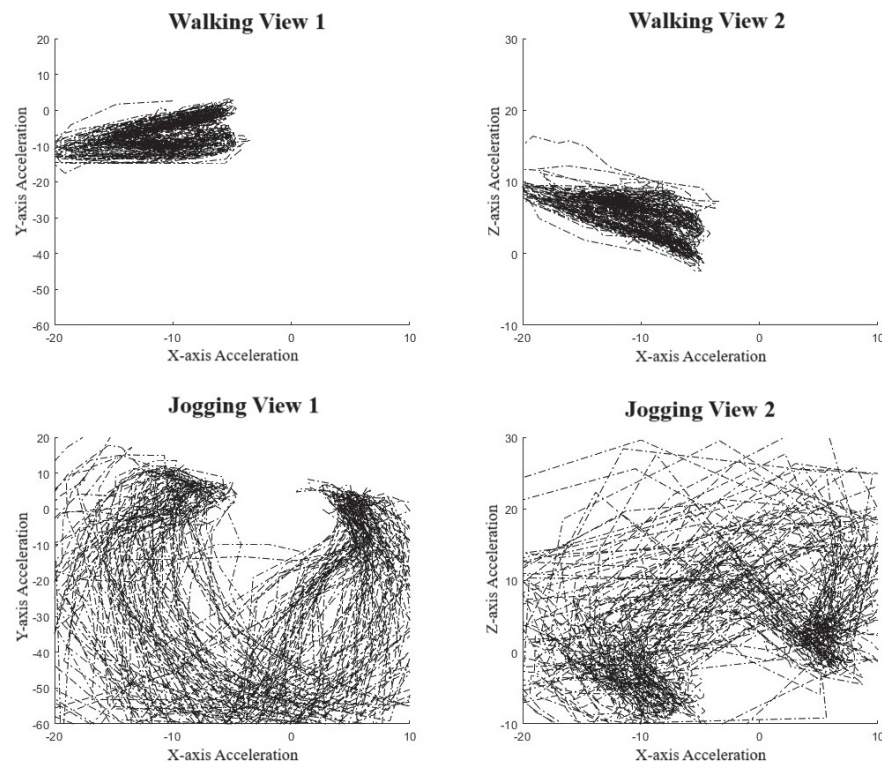 Walking View 1
20
10
0
-10
-20
-30
-40
-50
-60
Y-axis Acceleration
-20 -10 0 10
X-axis Acceleration
Walking View 2
30
20
10
0
-10
Z-axis Acceleration
-20 -10 0 10
X-axis Acceleration
Jogging View 1
20
10
0
-10
-20
-30
-40
-50
-60
Y-axis Acceleration
-20 -10 0 10
X-axis Acceleration
Jogging View 2
30
20
10
0
-10
Z-axis Acceleration
-20 -10 0 10
X-axis Acceleration